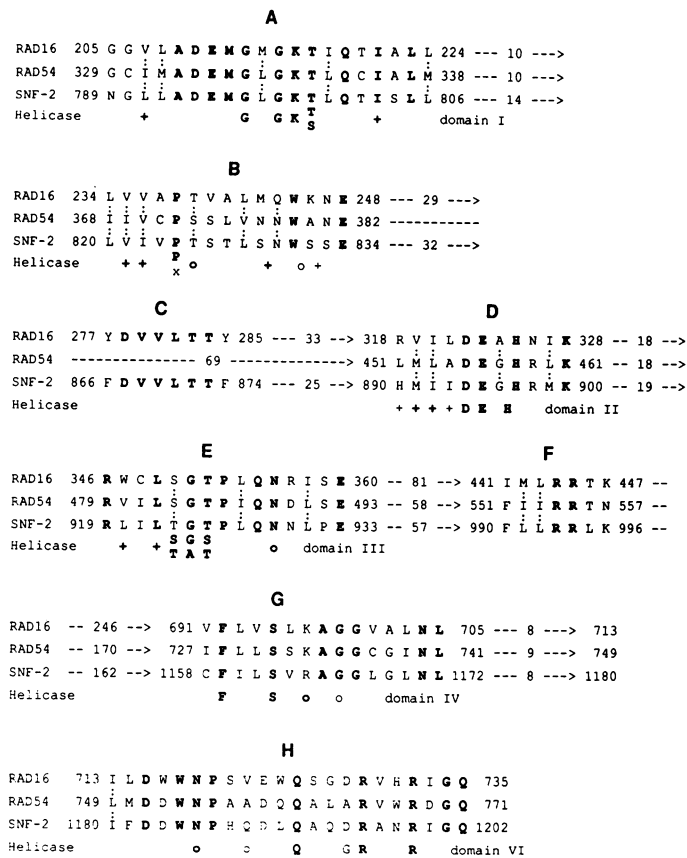 A
RAD16 205 G G V L A D E M G M G K T I Q T I A L L 224 --- 10 --->
RAD54 329 G C I M A D E M G L G K T L Q C I A L M 338 --- 10 --->
SNF-2 789 N G L L A D E M G L G K T L Q T I S L L 806 --- 14 --->
Helicase + G G K T + domain I
S
B
RAD16 234 L V V A P T V A L M Q W K N E 248 --- 29 --->
RAD54 368 I I V C P S S L V N N W A N E 382 ----------
SNF-2 820 L V I V P T S T L S N W S S E 834 --- 32 --->
Helicase + + P o + o +
x
C D
RAD16 277 Y D V V L T T Y 285 --- 33 --> 318 R V I L D E A H N I K 328 -- 18 -->
RAD54 ---------------- 69 ---------------> 451 L M L A D E G H R L K 461 -- 18 -->
SNF-2 866 F D V V L T T F 874 --- 25 ---> 890 H M I I D E G H R M K 900 -- 19 -->
Helicase + + + + D E H domain II
E F
RAD16 346 R W C L S G T P L Q N R I S E 360 -- 81 ---> 441 I M L R R T K 447 --
RAD54 479 R V I L S G T P I Q N D L S E 493 -- 58 ---> 551 F I I R R T N 557 --
SNF-2 919 R L I L T G T P L Q N N L P E 933 -- 57 ---> 990 F L L R R L K 996 --
Helicase + + S G S o domain III
T A T
G
RAD16 -- 246 --> 691 V F L V S L K A G G V A L N L 705 --- 8 ---> 713
RAD54 -- 170 ---> 727 I F L L S S K A G G C G I N L 741 --- 9 ---> 749
SNF-2 -- 162 --> 1158 C F I L S V R A G G L G L N L 1172 --- 8 ---> 1180
Helicase F S o o domain IV
H
RAD16 713 I L D W W N P S V E W Q S G D R V H R I G Q 735
RAD54 749 L M D D W N P A A D Q Q A L A R V W R D G Q 771
SNF-2 1180 I F D D W N P H Q D L Q A Q D R A N R I G Q 1202
Helicase o o Q G R R domain VI